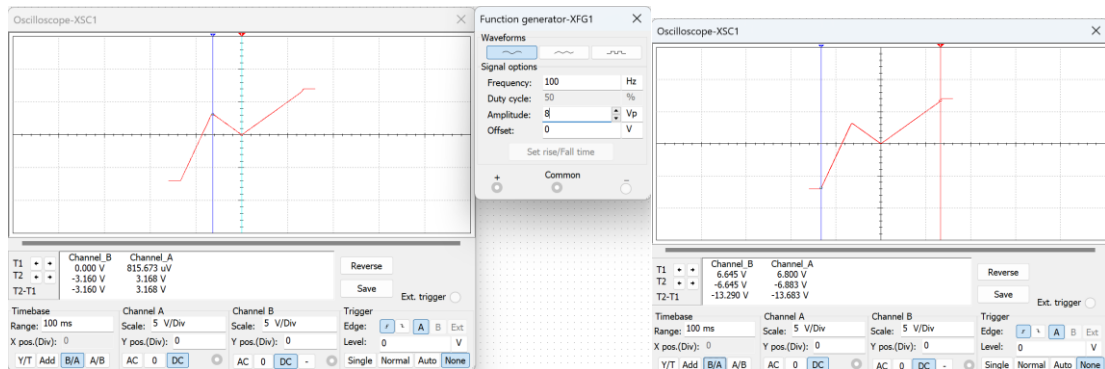 Oscilloscope-XSC1
T1
T2
T2-T1
Channel_B Channel_A
0.000 V 815.673 uV
-3.160 V 3.168 V
-3.160 V 3.168 V
Reverse
Save
Ext. trigger
Timebase
Range: 100 ms
X pos.(Div): 0
Y/T Add B/A A/B
Channel A
Scale: 5 V/Div
Y pos.(Div): 0
AC 0 DC
Channel B
Scale: 5 V/Div
Y pos.(Div): 0
AC 0 DC -
Trigger
Edge: A B Ext
Level: 0 V
Single Normal Auto None
Function generator-XFG1
Waveforms
Signal options
Frequency: 100 Hz
Duty cycle: 50 %
Amplitude: 8 Vp
Offset: 0 V
Set rise/Fall time
+ Common -
Oscilloscope-XSC1
T1
T2
T2-T1
Channel_B Channel_A
6.645 V 6.800 V
-6.645 V -6.883 V
-13.290 V -13.683 V
Reverse
Save
Ext. trigger
Timebase
Range: 100 ms
X pos.(Div): 0
Y/T Add B/A A/B
Channel A
Scale: 5 V/Div
Y pos.(Div): 0
AC 0 DC
Channel B
Scale: 5 V/Div
Y pos.(Div): 0
AC 0 DC -
Trigger
Edge: A B Ext
Level: 0 V
Single Normal Auto None